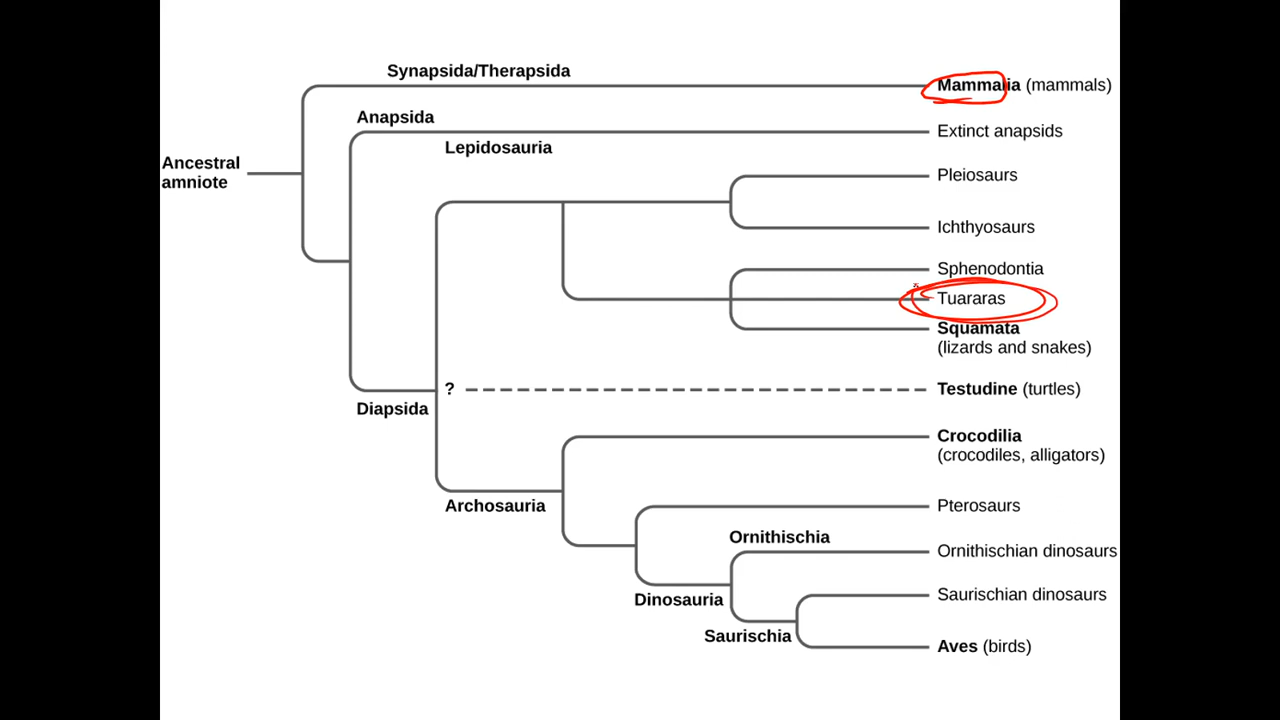 Synapsida/Therapsida
Mammalia (mammals)
Anapsida
Extinct anapsids
Lepidosauria
Ancestral
amniote
Pleiosaurs
Ichthyosaurs
Sphenodontia
Tuararas
Squamata
(lizards and snakes)
?
Testudine (turtles)
Diapsida
Crocodilia
(crocodiles, alligators)
Archosauria
Pterosaurs
Ornithischia
Ornithischian dinosaurs
Dinosauria
Saurischian dinosaurs
Saurischia
Aves (birds)